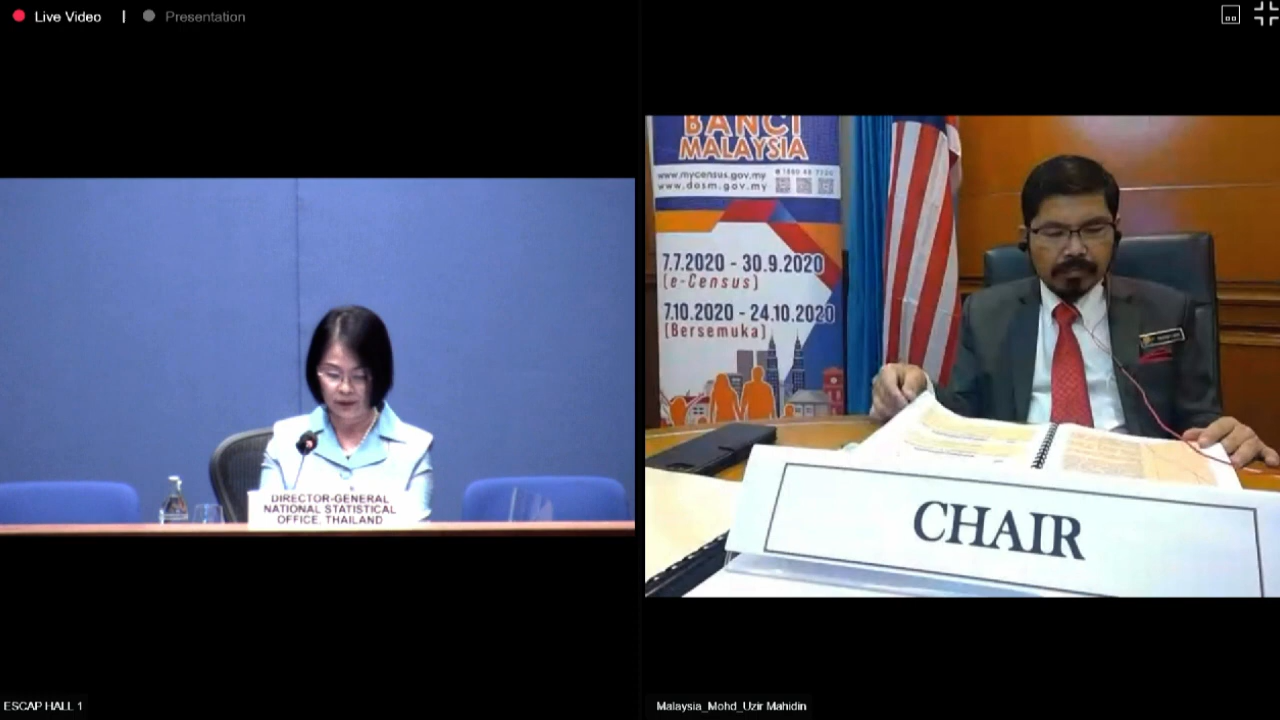 Live Video | Presentation
DIRECTOR-GENERAL
NATIONAL STATISTICAL
OFFICE, THAILAND
ESCAP HALL 1
BANCI
MALAYSIA
www.mycensus.gov.my
www.dosm.gov.my
7.7.2020 - 30.9.2020
(e-Census)
7.10.2020 - 24.10.2020
[Bersemuka]
CHAIR
Malaysia_Mohd_Uzir Mahidin